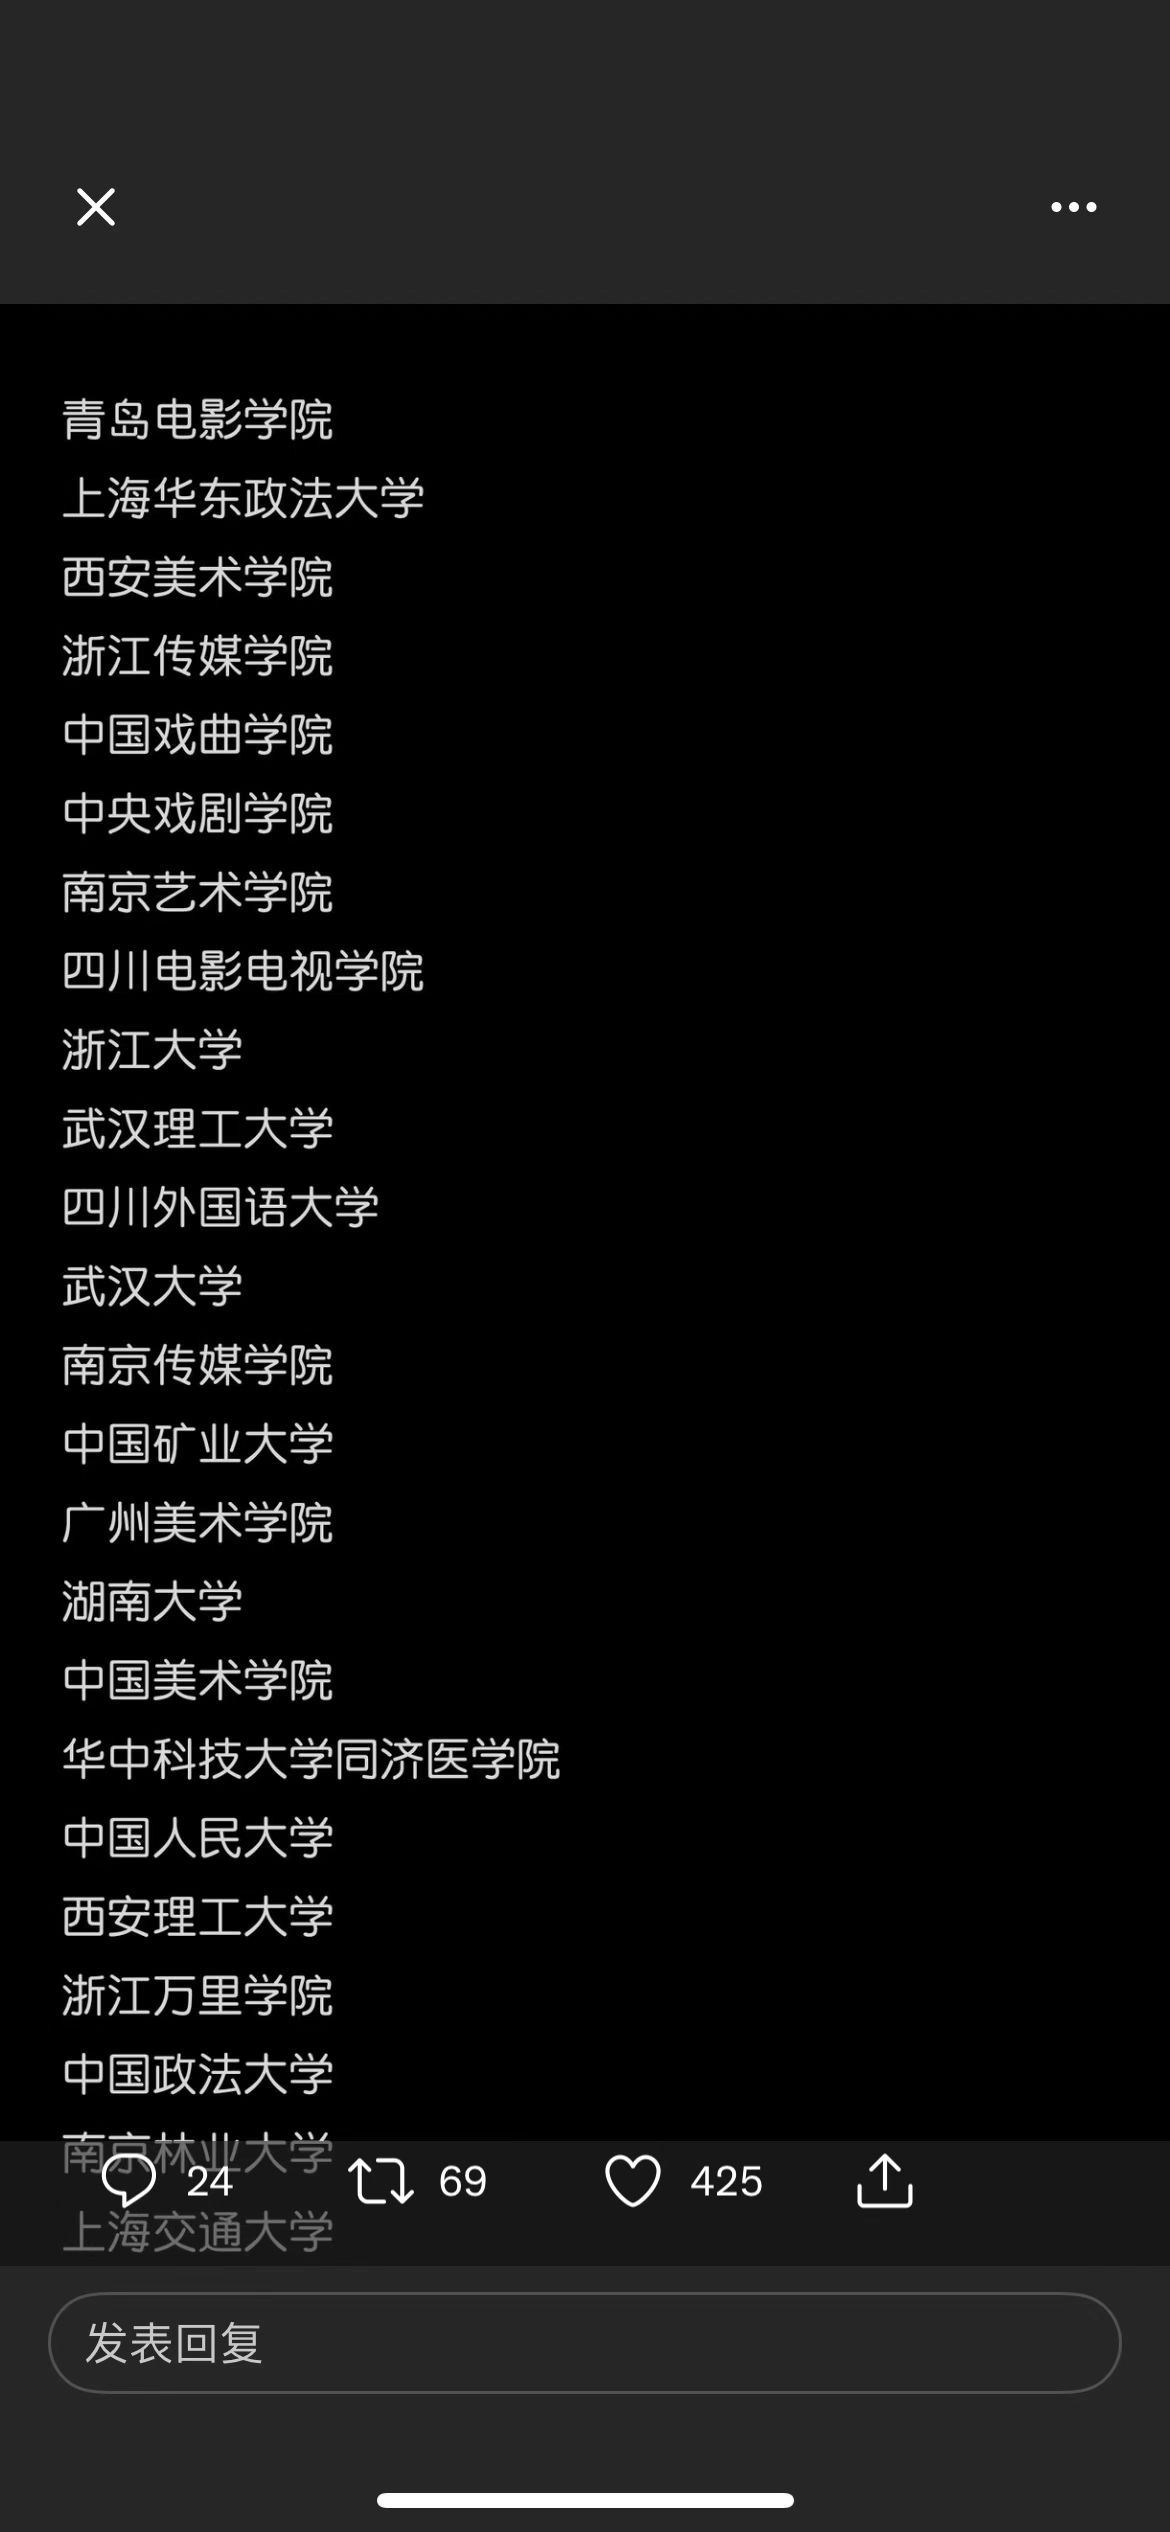 青岛电影学院
上海华东政法大学
西安美术学院
浙江传媒学院
中国戏曲学院
中央戏剧学院
南京艺术学院
四川电影电视学院
浙江大学
武汉理工大学
四川外国语大学
武汉大学
南京传媒学院
中国矿业大学
广州美术学院
湖南大学
中国美术学院
华中科技大学同济医学院
中国人民大学
西安理工大学
浙江万里学院
中国政法大学
南京林业大学
24 69 425
上海交通大学
发表回复